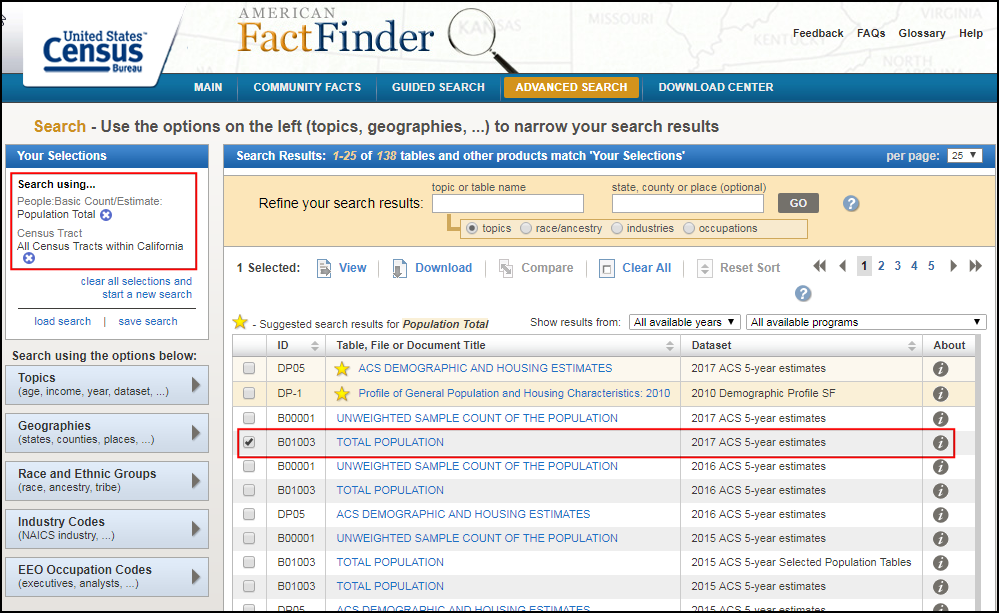 United States™
Census
Bureau
AMERICAN
FactFinder
KANSAS
MISSOURI
KENTUCKY
VIRGINIA
NORTH
CAROLINA
Feedback FAQs Glossary Help
MAIN COMMUNITY FACTS GUIDED SEARCH ADVANCED SEARCH DOWNLOAD CENTER
Search - Use the options on the left (topics, geographies, ...) to narrow your search results
Your Selections
Search using...
People:Basic Count/Estimate:
Population Total
Census Tract
All Census Tracts within California
clear all selections and
start a new search
load search | save search
Search using the options below:
Topics
(age, income, year, dataset, ...)
Geographies
(states, counties, places, ...)
Race and Ethnic Groups
(race, ancestry, tribe)
Industry Codes
(NAICS industry, ...)
EEO Occupation Codes
(executives, analysts, ...)
Search Results: 1-25 of 138 tables and other products match 'Your Selections'
per page: 25
topic or table name
state, county or place (optional)
Refine your search results: GO ?
topics race/ancestry industries occupations
1 Selected: View | Download | Compare | Clear All | Reset Sort
1 2 3 4 5
?
- Suggested search results for Population Total
Show results from: All available years All available programs
ID Table, File or Document Title Dataset About
DP05 ACS DEMOGRAPHIC AND HOUSING ESTIMATES 2017 ACS 5-year estimates i
DP-1 Profile of General Population and Housing Characteristics: 2010 2010 Demographic Profile SF i
B00001 UNWEIGHTED SAMPLE COUNT OF THE POPULATION 2017 ACS 5-year estimates i
B01003 TOTAL POPULATION 2017 ACS 5-year estimates i
B00001 UNWEIGHTED SAMPLE COUNT OF THE POPULATION 2016 ACS 5-year estimates i
B01003 TOTAL POPULATION 2016 ACS 5-year estimates i
DP05 ACS DEMOGRAPHIC AND HOUSING ESTIMATES 2016 ACS 5-year estimates i
B00001 UNWEIGHTED SAMPLE COUNT OF THE POPULATION 2015 ACS 5-year estimates i
B01003 TOTAL POPULATION 2015 ACS 5-year Selected Population Tables i
B01003 TOTAL POPULATION 2015 ACS 5-year estimates i
DP05 ACS DEMOGRAPHIC AND HOUSING ESTIMATES 2015 ACS 5-year estimates